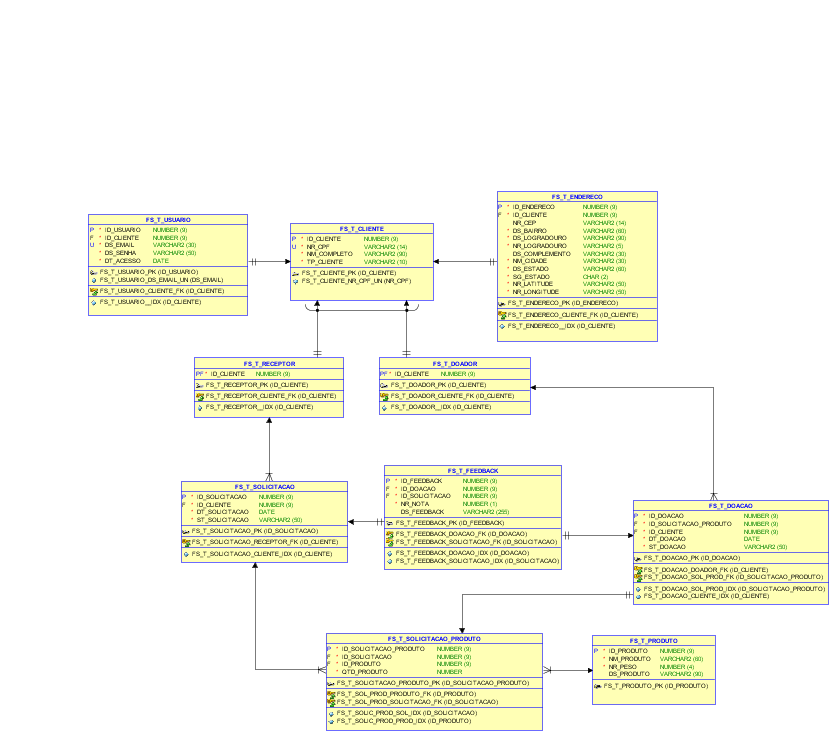 FS_T_USUARIO
P * ID_USUARIO NUMBER (9)
F * ID_CLIENTE NUMBER (9)
U * DS_EMAIL VARCHAR2 (30)
* DS_SENHA VARCHAR2 (50)
* DT_ACESSO DATE
FS_T_USUARIO_PK (ID_USUARIO)
FS_T_USUARIO_DS_EMAIL_UN (DS_EMAIL)
FS_T_USUARIO_CLIENTE_FK (ID_CLIENTE)
FS_T_USUARIO__IDX (ID_CLIENTE)
FS_T_CLIENTE
P * ID_CLIENTE NUMBER (9)
U * NR_CPF VARCHAR2 (14)
* NM_COMPLETO VARCHAR2 (90)
* TP_CLIENTE VARCHAR2 (10)
FS_T_CLIENTE_PK (ID_CLIENTE)
FS_T_CLIENTE_NR_CPF_UN (NR_CPF)
FS_T_ENDERECO
P * ID_ENDERECO NUMBER (9)
F * ID_CLIENTE NUMBER (9)
NR_CEP VARCHAR2 (14)
* DS_BAIRRO VARCHAR2 (60)
* DS_LOGRADOURO VARCHAR2 (90)
* NR_LOGRADOURO VARCHAR2 (5)
DS_COMPLEMENTO VARCHAR2 (30)
* NM_CIDADE VARCHAR2 (30)
* DS_ESTADO VARCHAR2 (60)
* SG_ESTADO CHAR (2)
* NR_LATITUDE VARCHAR2 (50)
* NR_LONGITUDE VARCHAR2 (50)
FS_T_ENDERECO_PK (ID_ENDERECO)
FS_T_ENDERECO_CLIENTE_FK (ID_CLIENTE)
FS_T_ENDERECO__IDX (ID_CLIENTE)
FS_T_RECEPTOR
PF * ID_CLIENTE NUMBER (9)
FS_T_RECEPTOR_PK (ID_CLIENTE)
FS_T_RECEPTOR_CLIENTE_FK (ID_CLIENTE)
FS_T_RECEPTOR__IDX (ID_CLIENTE)
FS_T_DOADOR
PF * ID_CLIENTE NUMBER (9)
FS_T_DOADOR_PK (ID_CLIENTE)
FS_T_DOADOR_CLIENTE_FK (ID_CLIENTE)
FS_T_DOADOR__IDX (ID_CLIENTE)
FS_T_SOLICITACAO
P * ID_SOLICITACAO NUMBER (9)
F * ID_CLIENTE NUMBER (9)
* DT_SOLICITACAO DATE
* ST_SOLICITACAO VARCHAR2 (50)
FS_T_SOLICITACAO_PK (ID_SOLICITACAO)
FS_T_SOLICITACAO_RECEPTOR_FK (ID_CLIENTE)
FS_T_SOLICITACAO_CLIENTE_IDX (ID_CLIENTE)
FS_T_FEEDBACK
P * ID_FEEDBACK NUMBER (9)
F * ID_DOACAO NUMBER (9)
F * ID_SOLICITACAO NUMBER (9)
* NR_NOTA NUMBER (1)
DS_FEEDBACK VARCHAR2 (255)
FS_T_FEEDBACK_PK (ID_FEEDBACK)
FS_T_FEEDBACK_DOACAO_FK (ID_DOACAO)
FS_T_FEEDBACK_SOLICITACAO_FK (ID_SOLICITACAO)
FS_T_FEEDBACK_DOACAO_IDX (ID_DOACAO)
FS_T_FEEDBACK_SOLICITACAO_IDX (ID_SOLICITACAO)
FS_T_DOACAO
P * ID_DOACAO NUMBER (9)
F * ID_SOLICITACAO_PRODUTO NUMBER (9)
F * ID_CLIENTE NUMBER (9)
* DT_DOACAO DATE
* ST_DOACAO VARCHAR2 (50)
FS_T_DOACAO_PK (ID_DOACAO)
FS_T_DOACAO_DOADOR_FK (ID_CLIENTE)
FS_T_DOACAO_SOL_PROD_FK (ID_SOLICITACAO_PRODUTO)
FS_T_DOACAO_SOL_PROD_IDX (ID_SOLICITACAO_PRODUTO)
FS_T_DOACAO_CLIENTE_IDX (ID_CLIENTE)
FS_T_SOLICITACAO_PRODUTO
P * ID_SOLICITACAO_PRODUTO NUMBER (9)
F * ID_SOLICITACAO NUMBER (9)
F * ID_PRODUTO NUMBER (9)
* QTD_PRODUTO NUMBER
FS_T_SOLICITACAO_PRODUTO_PK (ID_SOLICITACAO_PRODUTO)
FS_T_SOL_PROD_PRODUTO_FK (ID_PRODUTO)
FS_T_SOL_PROD_SOLICITACAO_FK (ID_SOLICITACAO)
FS_T_SOLIC_PROD_SOL_IDX (ID_SOLICITACAO)
FS_T_SOLIC_PROD_PROD_IDX (ID_PRODUTO)
FS_T_PRODUTO
P * ID_PRODUTO NUMBER (9)
* NM_PRODUTO VARCHAR2 (60)
* NR_PESO NUMBER (4)
DS_PRODUTO VARCHAR2 (90)
FS_T_PRODUTO_PK (ID_PRODUTO)